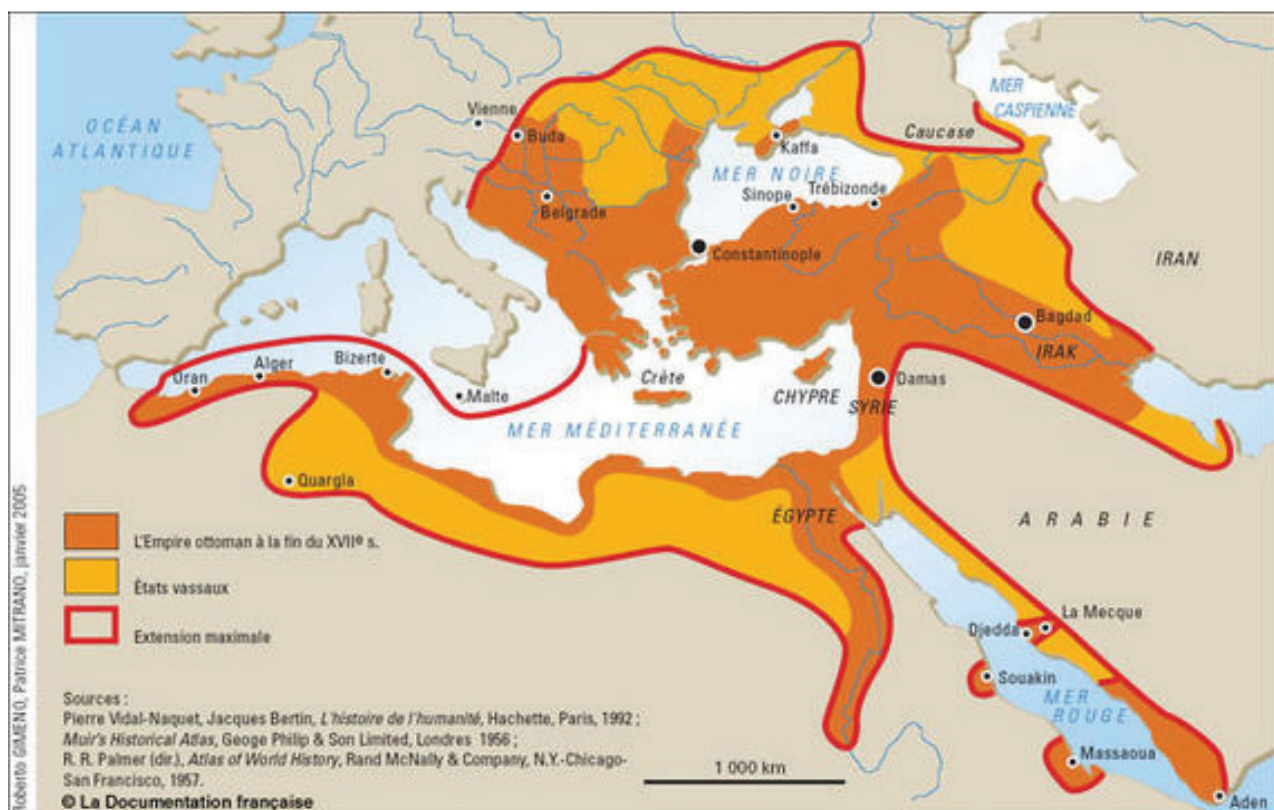 OCÉAN
ATLANTIQUE
Vienne
Buda
Belgrade
MER
CASPIENNE
Caucase
Kaffa
MER NOIRE
Sinope
Trébizonde
Constantinople
IRAN
Bagdad
IRAK
Oran
Alger
Bizerte
Malte
Crète
CHYPRE
SYRIE
Damas
MER MÉDITERRANÉE
Quargla
ÉGYPTE
ARABIE
La Mecque
Djedda
Souakin
MER
ROUGE
Massaoua
Aden
L'Empire ottoman à la fin du XVIIe s.
États vassaux
Extension maximale
Sources :
Pierre Vidal-Naquet, Jacques Bertin, L'histoire de l'humanité, Hachette, Paris, 1992 ;
Muir's Historical Atlas, Geoge Philip & Son Limited, Londres 1956 ;
R. R. Palmer (dir.), Atlas of World History, Rand McNally & Company, N.Y.-Chicago-
San Francisco, 1957.
© La Documentation française
1 000 km
Roberto GIMENO, Patrice MITRANO, janvier 2005